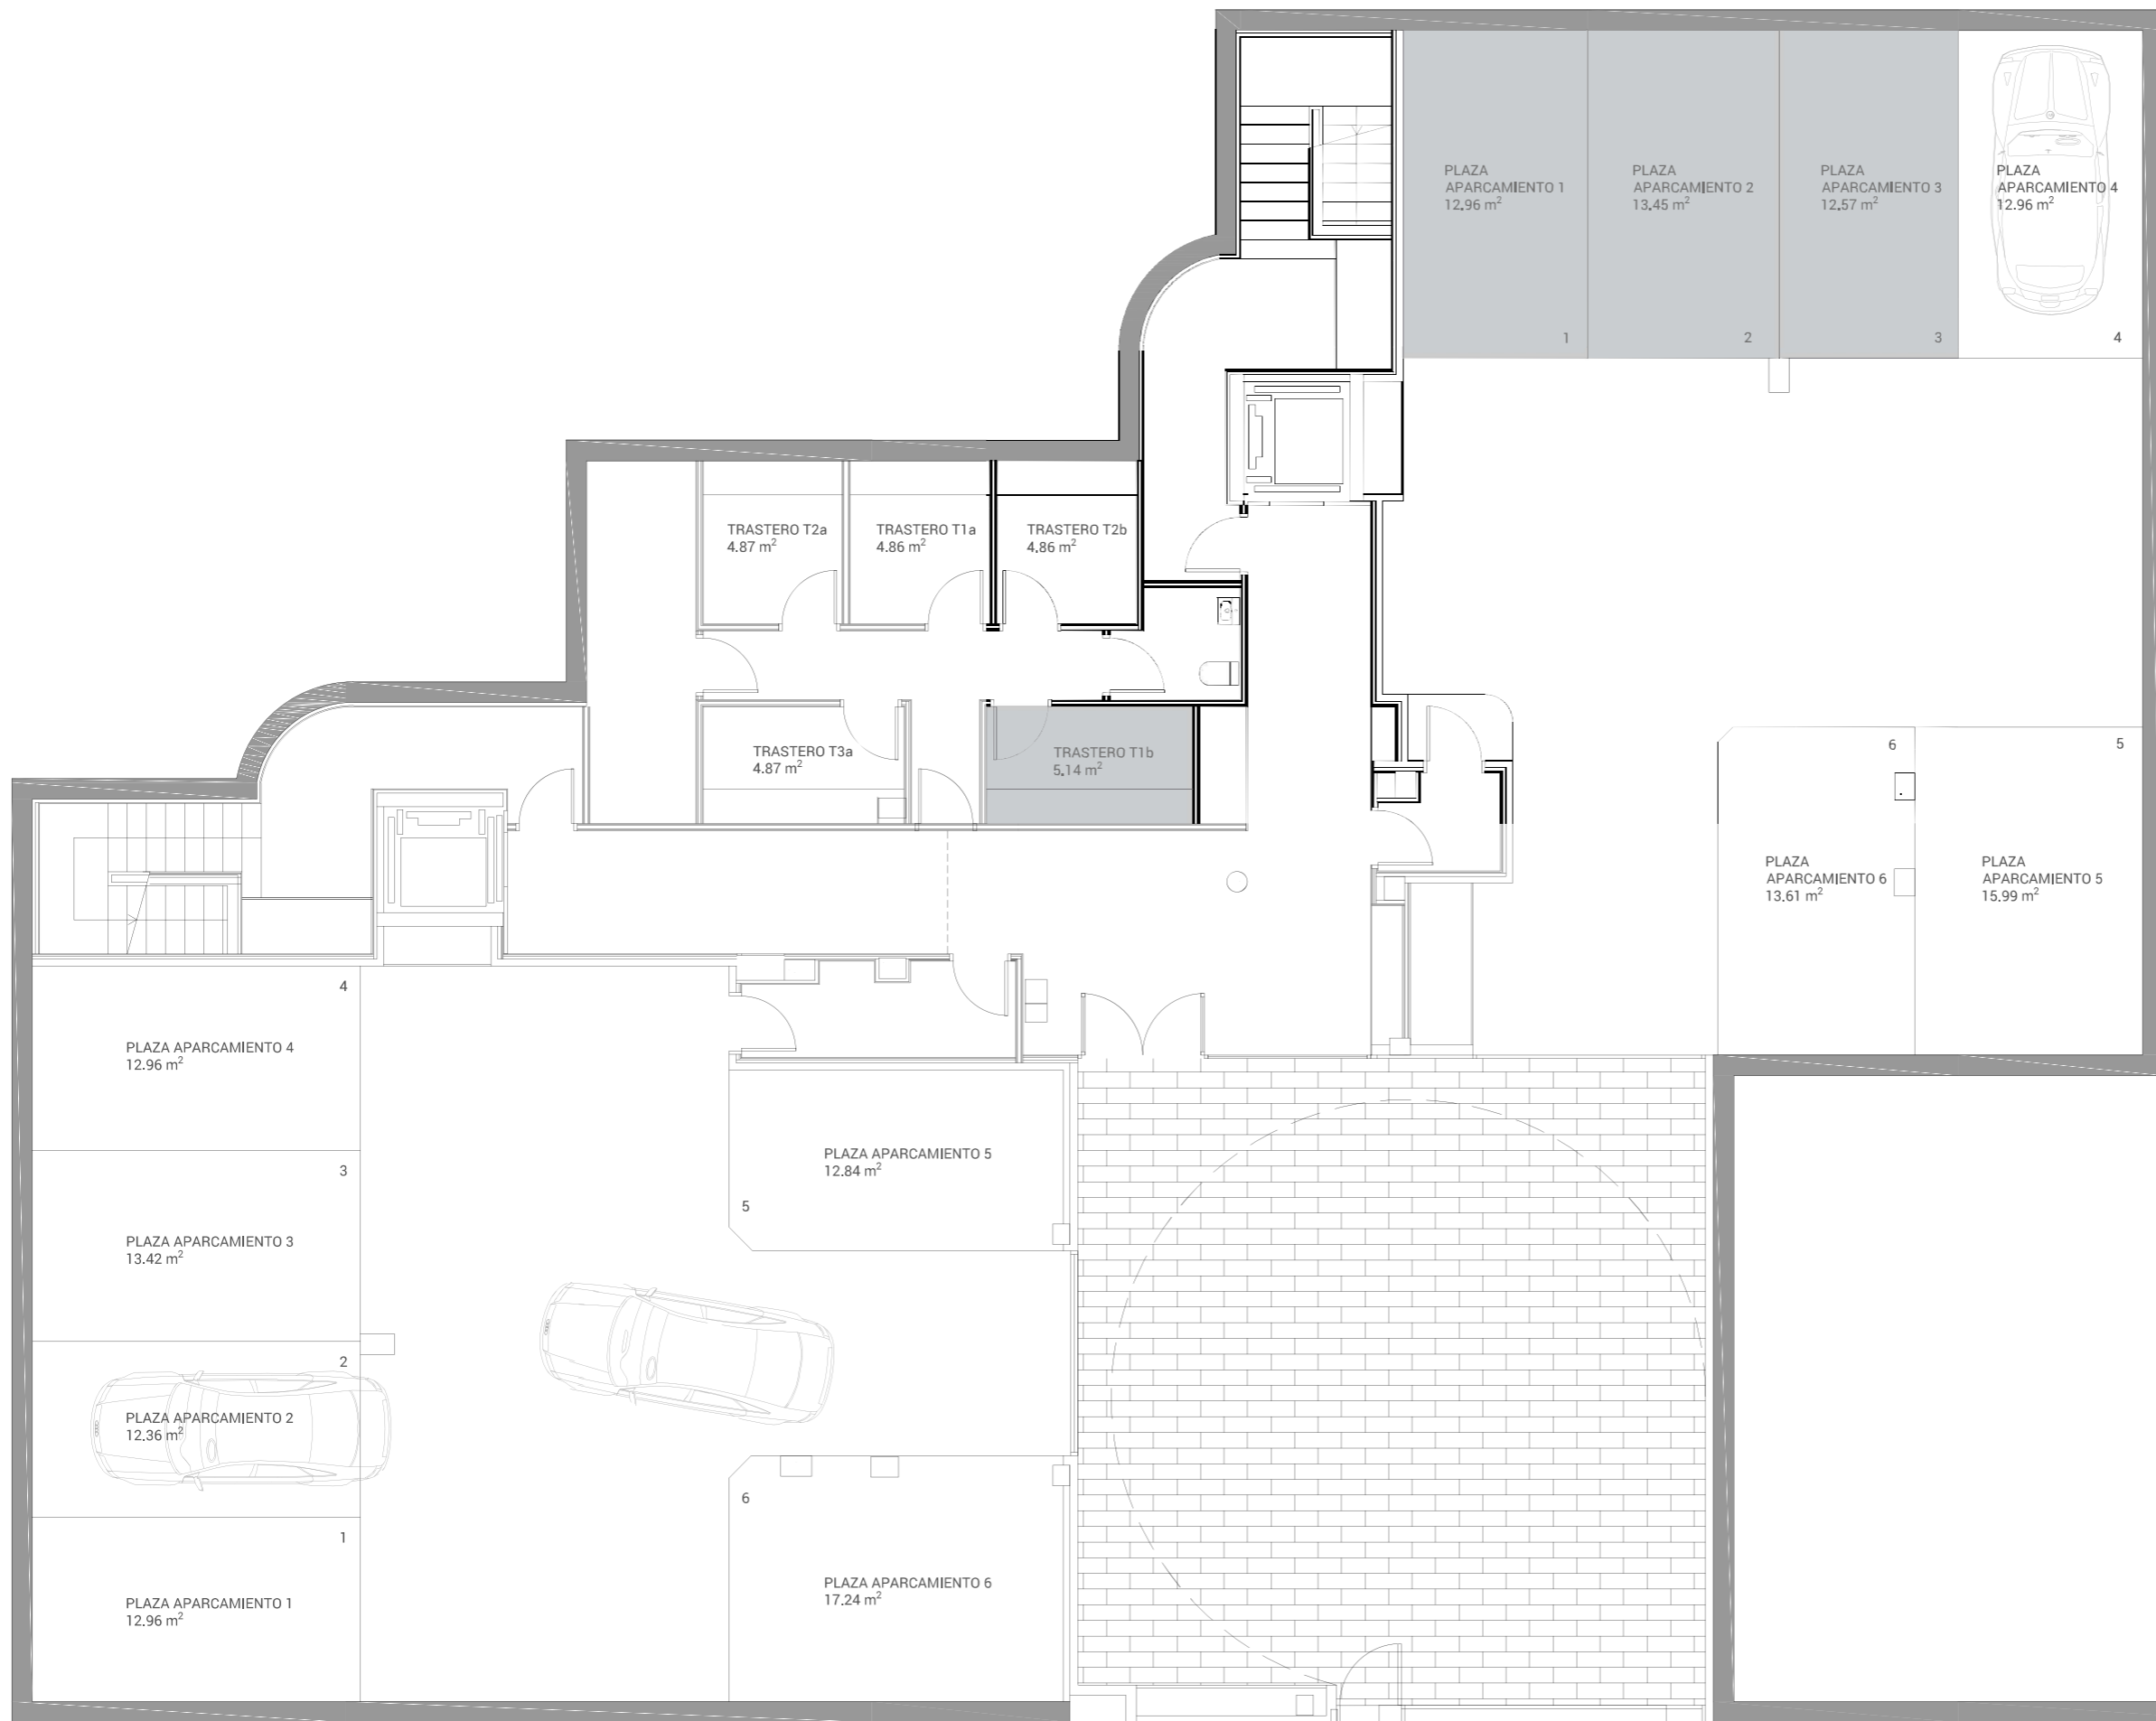 PLAZA
APARCAMIENTO 1
12.96 m²
1
PLAZA
APARCAMIENTO 2
13.45 m²
2
PLAZA
APARCAMIENTO 3
12.57 m²
3
PLAZA
APARCAMIENTO 4
12.96 m²
4
TRASTERO T2a
4.87 m²
TRASTERO T1a
4.86 m²
TRASTERO T2b
4.86 m²
TRASTERO T3a
4.87 m²
TRASTERO T1b
5.14 m²
6
PLAZA
APARCAMIENTO 6
13.61 m²
5
PLAZA
APARCAMIENTO 5
15.99 m²
4
PLAZA APARCAMIENTO 4
12.96 m²
3
PLAZA APARCAMIENTO 3
13.42 m²
2
PLAZA APARCAMIENTO 2
12.36 m²
1
PLAZA APARCAMIENTO 1
12.96 m²
PLAZA APARCAMIENTO 5
12.84 m²
5
6
PLAZA APARCAMIENTO 6
17.24 m²